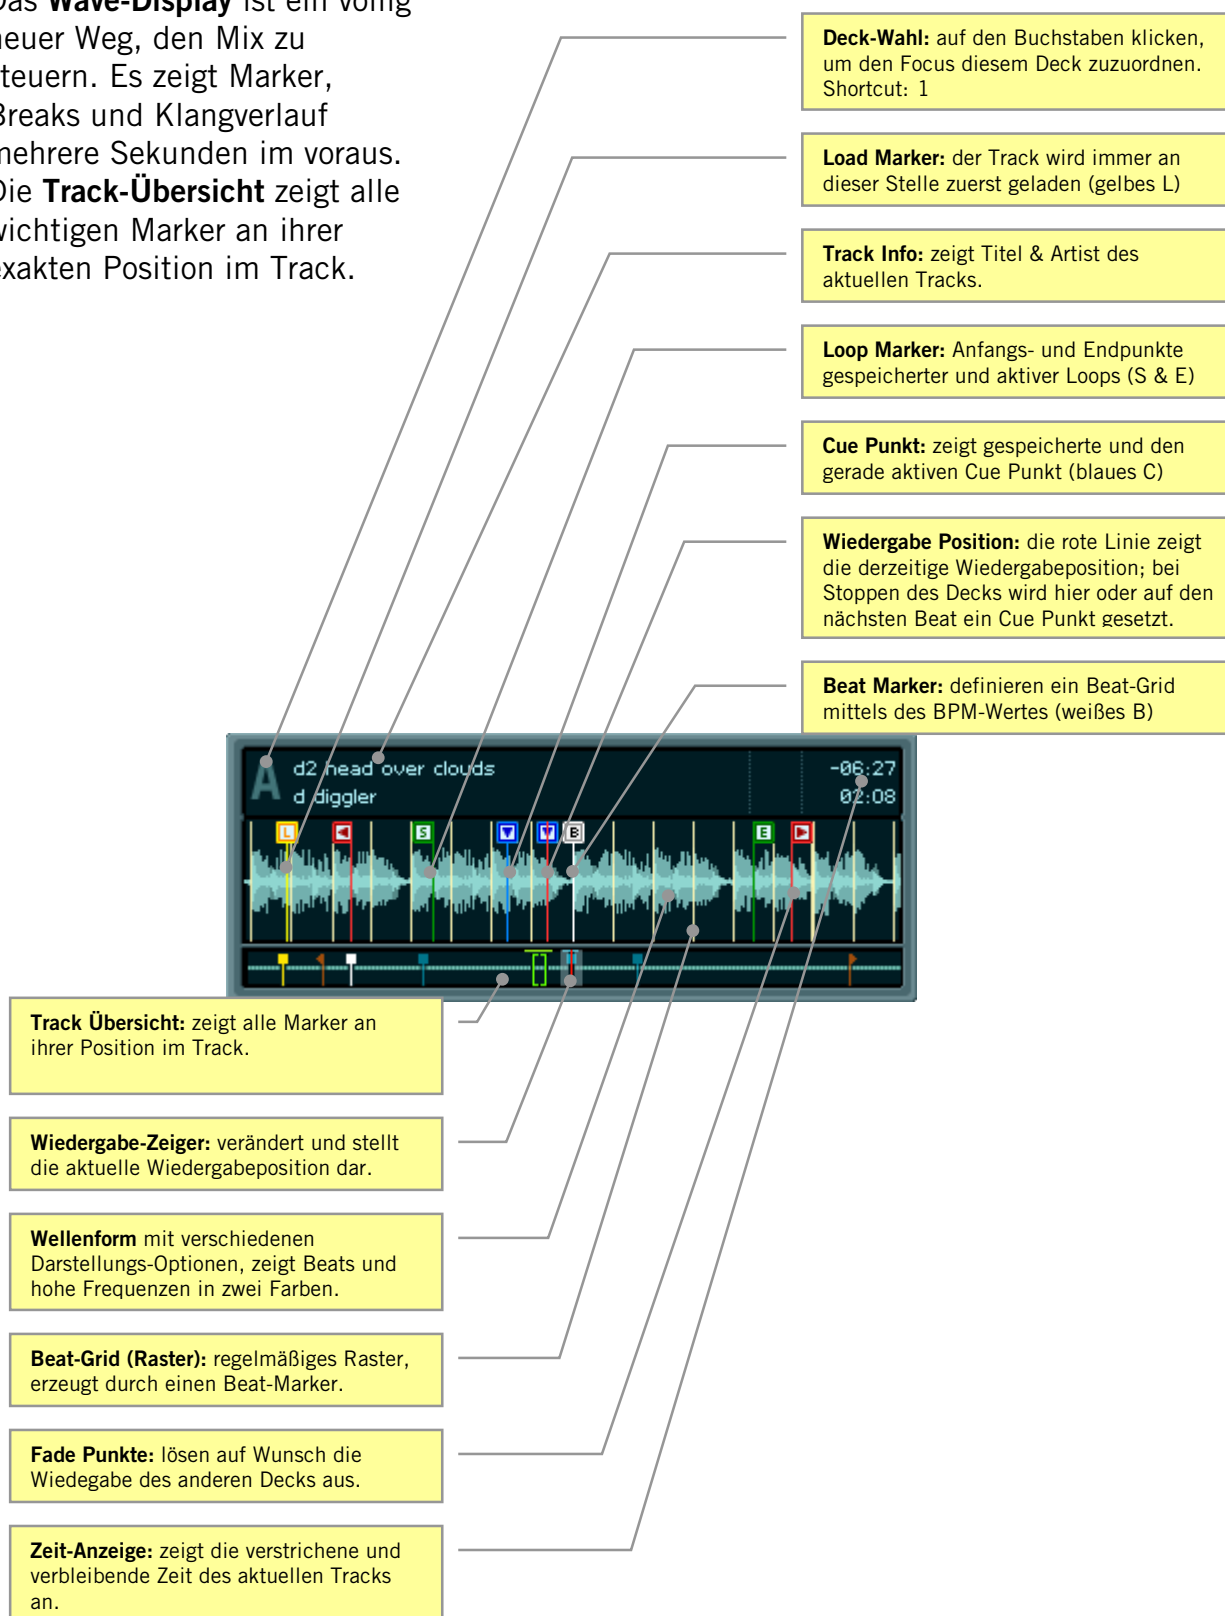 Das Wave-Display ist ein völlig
neuer Weg, den Mix zu
steuern. Es zeigt Marker,
Breaks und Klangverlauf
mehrere Sekunden im voraus.
Die Track-Übersicht zeigt alle
wichtigen Marker an ihrer
exakten Position im Track.
Deck-Wahl: auf den Buchstaben klicken,
um den Focus diesem Deck zuzuordnen.
Shortcut: 1
Load Marker: der Track wird immer an
dieser Stelle zuerst geladen (gelbes L)
Track Info: zeigt Titel & Artist des
aktuellen Tracks.
Loop Marker: Anfangs- und Endpunkte
gespeicherter und aktiver Loops (S & E)
Cue Punkt: zeigt gespeicherte und den
gerade aktiven Cue Punkt (blaues C)
Wiedergabe Position: die rote Linie zeigt
die derzeitige Wiedergabeposition; bei
Stoppen des Decks wird hier oder auf den
nächsten Beat ein Cue Punkt gesetzt.
Beat Marker: definieren ein Beat-Grid
mittels des BPM-Wertes (weißes B)
A
d2 head over clouds
-06:27
d diggler
02:08
L
S
B
E
Track Übersicht: zeigt alle Marker an
ihrer Position im Track.
Wiedergabe-Zeiger: verändert und stellt
die aktuelle Wiedergabeposition dar.
Wellenform mit verschiedenen
Darstellungs-Optionen, zeigt Beats und
hohe Frequenzen in zwei Farben.
Beat-Grid (Raster): regelmäßiges Raster,
erzeugt durch einen Beat-Marker.
Fade Punkte: lösen auf Wunsch die
Wiedegabe des anderen Decks aus.
Zeit-Anzeige: zeigt die verstrichene und
verbleibende Zeit des aktuellen Tracks
an.